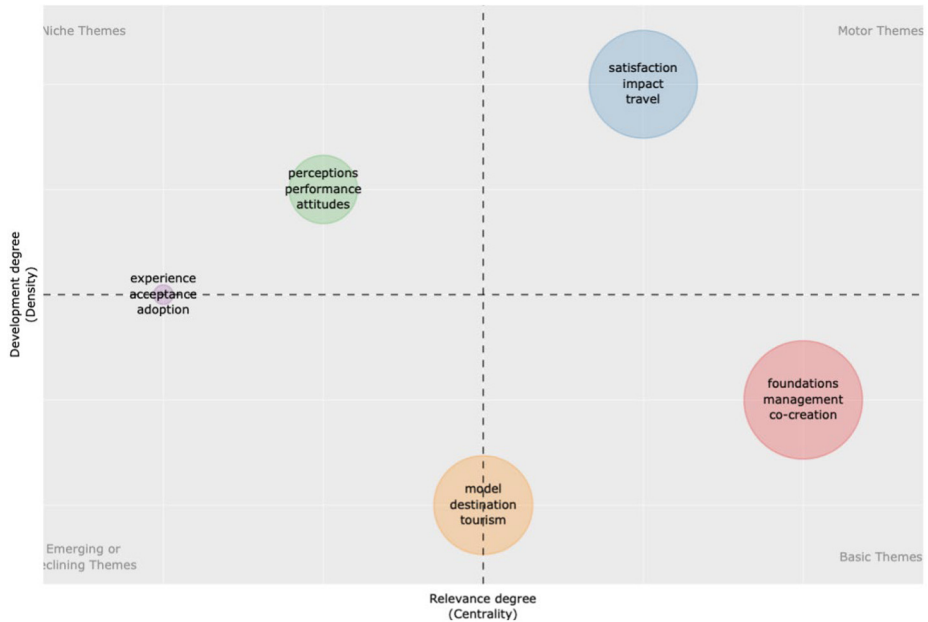 Niche Themes
Motor Themes
satisfaction
impact
travel
perceptions
performance
attitudes
experience
acceptance
adoption
Development degree
(Density)
foundations
management
co-creation
model
destination
tourism
Emerging or
eclining Themes
Basic Themes
Relevance degree
(Centrality)